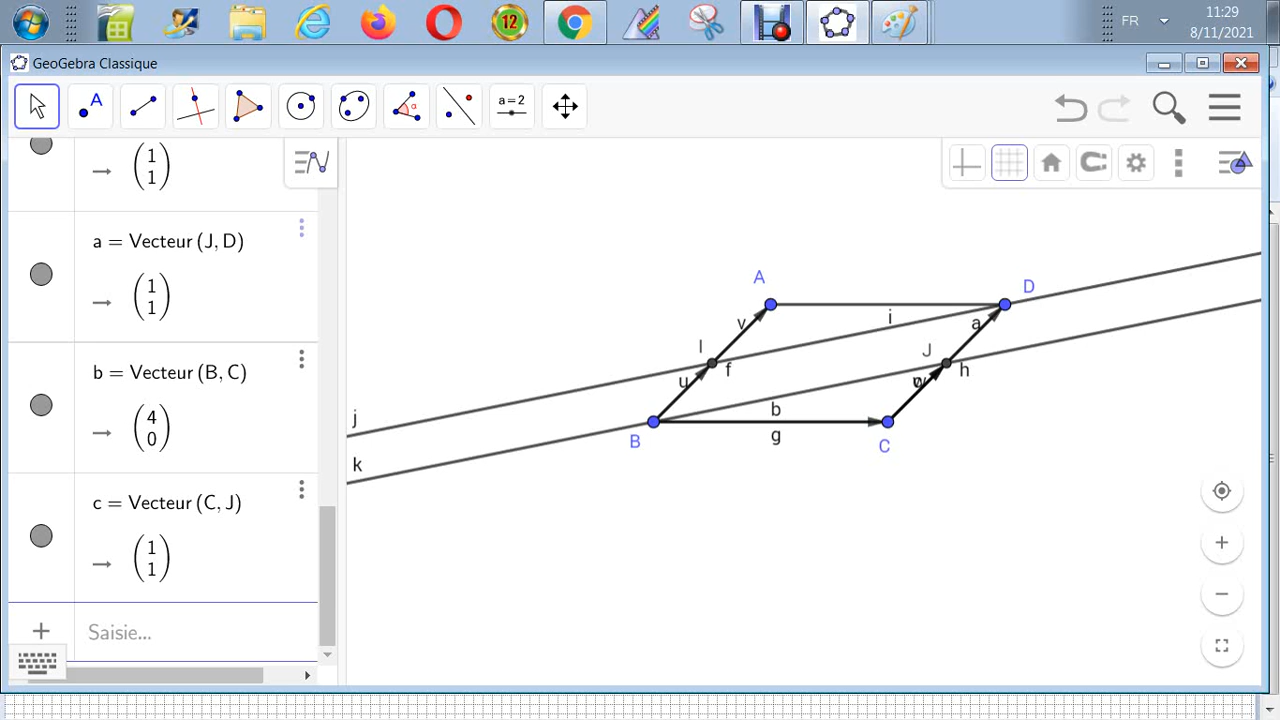 12
FR
11:29
8/11/2021
GeoGebra Classique
A
α
a=2
→ (1
1)
a = Vecteur (J, D)
→ (1
1)
b = Vecteur (B, C)
→ (4
0)
c = Vecteur (C, J)
→ (1
1)
+ Saisie...
A
D
v
i
a
I
J
f
u
h
j
b
B
g
C
k